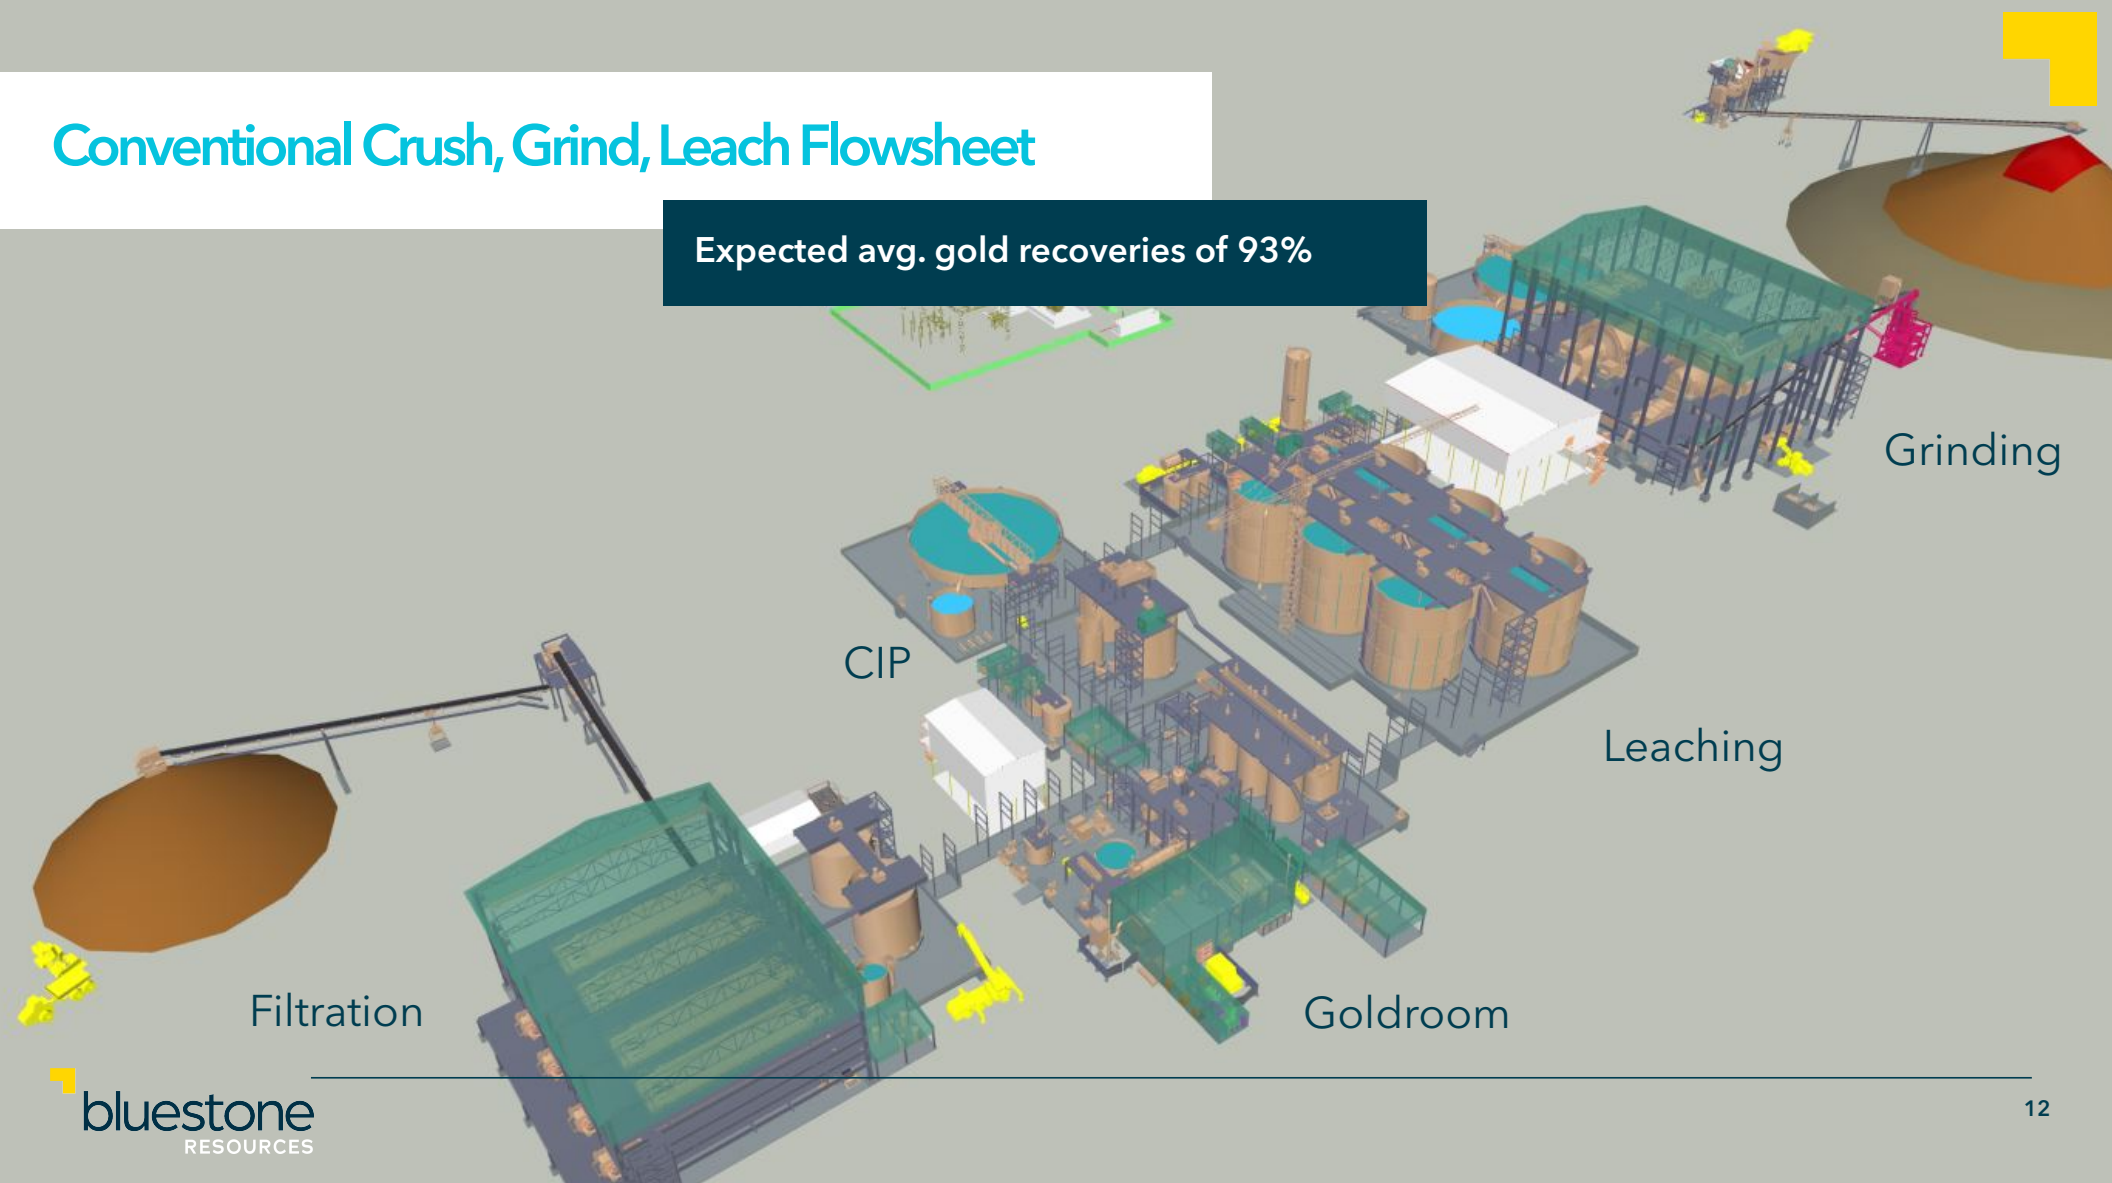 Conventional Crush, Grind, Leach Flowsheet
Expected avg. gold recoveries of 93%
Grinding
CIP
Leaching
Filtration
Goldroom
bluestone
RESOURCES
12